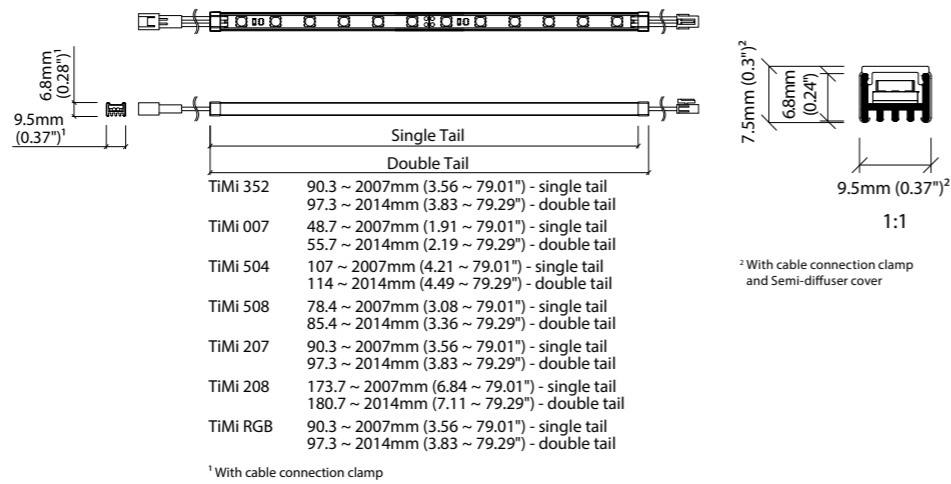 6.8mm
(0.28")¹
9.5mm
(0.37")¹
Single Tail
Double Tail
TiMi 352 90.3 ~ 2007mm (3.56 ~ 79.01") - single tail
97.3 ~ 2014mm (3.83 ~ 79.29") - double tail
TiMi 007 48.7 ~ 2007mm (1.91 ~ 79.01") - single tail
55.7 ~ 2014mm (2.19 ~ 79.29") - double tail
TiMi 504 107 ~ 2007mm (4.21 ~ 79.01") - single tail
114 ~ 2014mm (4.49 ~ 79.29") - double tail
TiMi 508 78.4 ~ 2007mm (3.08 ~ 79.01") - single tail
85.4 ~ 2014mm (3.36 ~ 79.29") - double tail
TiMi 207 90.3 ~ 2007mm (3.56 ~ 79.01") - single tail
97.3 ~ 2014mm (3.83 ~ 79.29") - double tail
TiMi 208 173.7 ~ 2007mm (6.84 ~ 79.01") - single tail
180.7 ~ 2014mm (7.11 ~ 79.29") - double tail
TiMi RGB 90.3 ~ 2007mm (3.56 ~ 79.01") - single tail
97.3 ~ 2014mm (3.83 ~ 79.29") - double tail
¹ With cable connection clamp
7.5mm (0.3")²
6.8mm
(0.24")
9.5mm (0.37")²
1:1
² With cable connection clamp
and Semi-diffuser cover